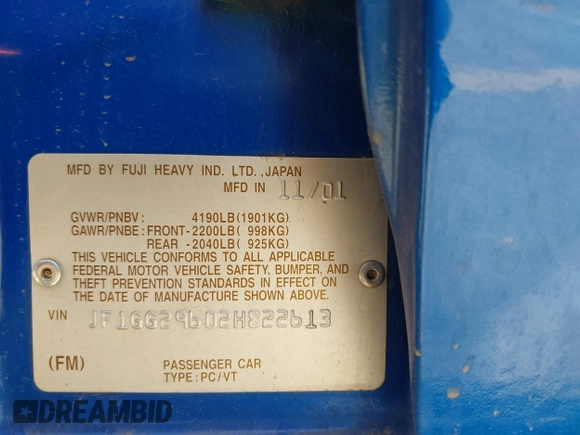 MFD BY FUJI HEAVY IND. LTD.,JAPAN
MFD IN 11/01
GVWR/PNBV: 4190LB(1901KG)
GAWR/PNBE: FRONT-2200LB( 998KG)
REAR -2040LB( 925KG)
THIS VEHICLE CONFORMS TO ALL APPLICABLE
FEDERAL MOTOR VEHICLE SAFETY, BUMPER, AND
THEFT PREVENTION STANDARDS IN EFFECT ON
THE DATE OF MANUFACTURE SHOWN ABOVE.
VIN JF1GG29602H822613
(FM) PASSENGER CAR
TYPE:PC/VT
DREAMBID